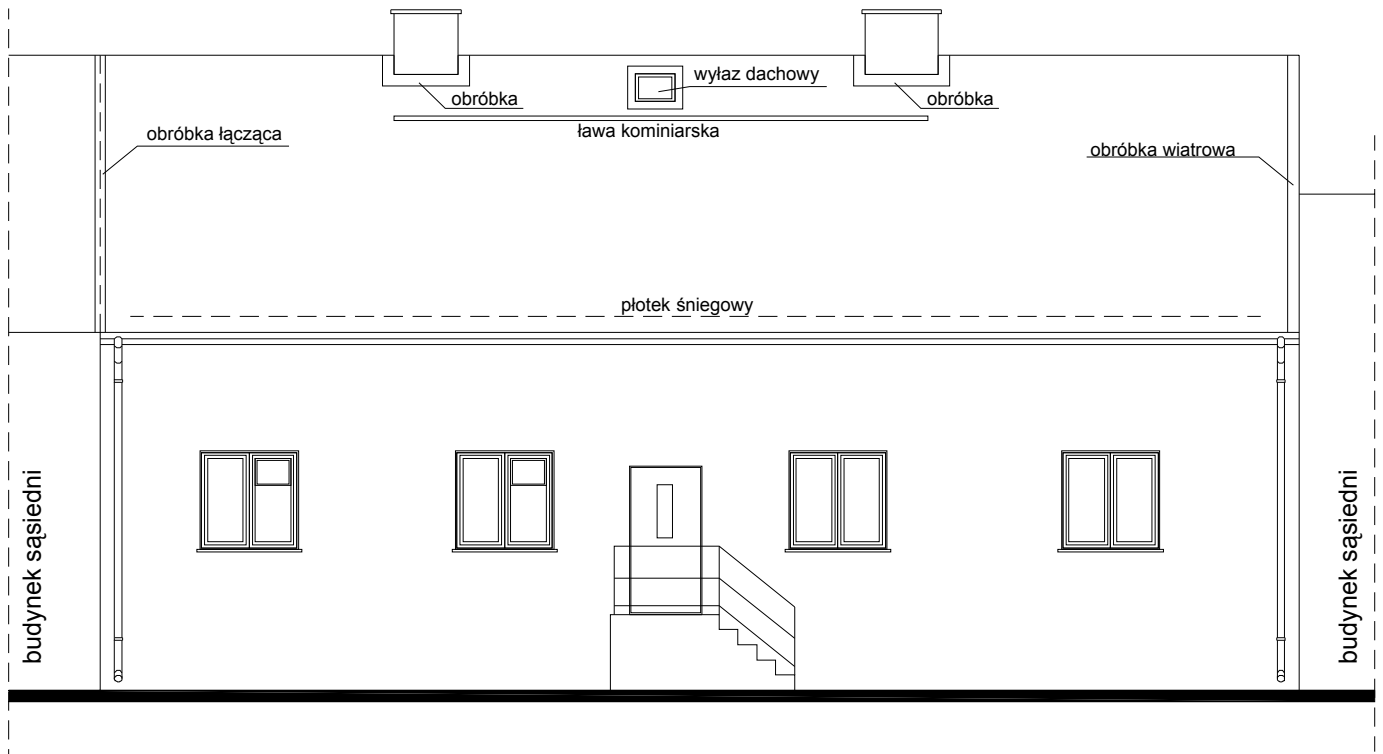 wyłaz dachowy
obróbka
obróbka
ława kominiarska
obróbka łącząca
obróbka wiatrowa
płotek śniegowy
budynek sąsiedni
budynek sąsiedni